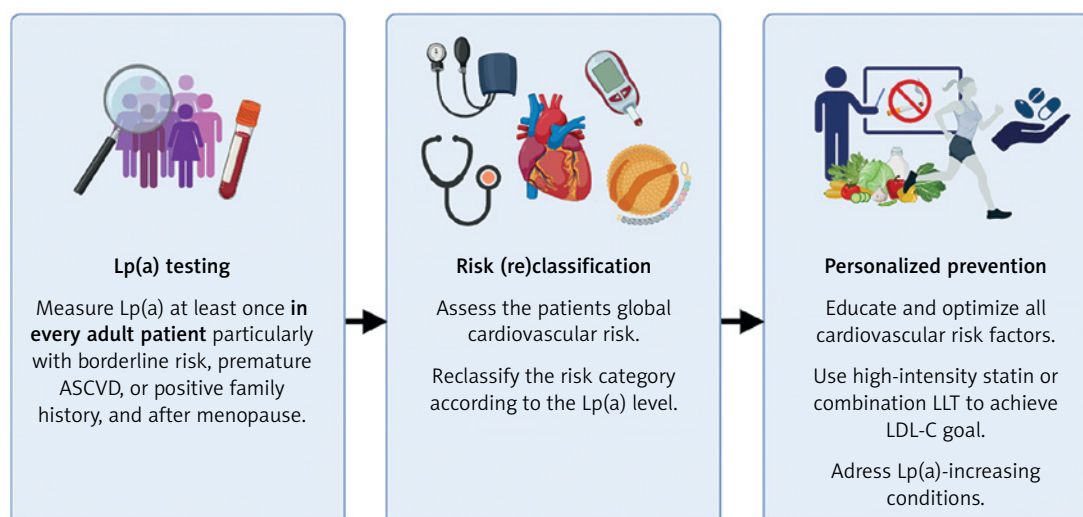 Lp(a) testing
Measure Lp(a) at least once in
every adult patient particularly
with borderline risk, premature
ASCVD, or positive family
history, and after menopause.
Risk (re)classification
Assess the patients global
cardiovascular risk.
Reclassify the risk category
according to the Lp(a) level.
Personalized prevention
Educate and optimize all
cardiovascular risk factors.
Use high-intensity statin or
combination LLT to achieve
LDL-C goal.
Adress Lp(a)-increasing
conditions.